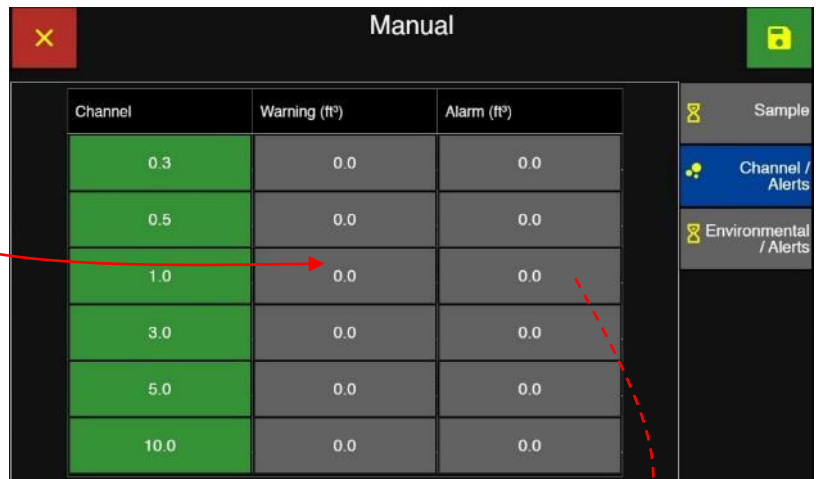 Manual
Channel Warning (ft³) Alarm (ft³)
0.3 0.0 0.0
0.5 0.0 0.0
1.0 0.0 0.0
3.0 0.0 0.0
5.0 0.0 0.0
10.0 0.0 0.0
Sample
Channel /
Alerts
Environmental
/ Alerts